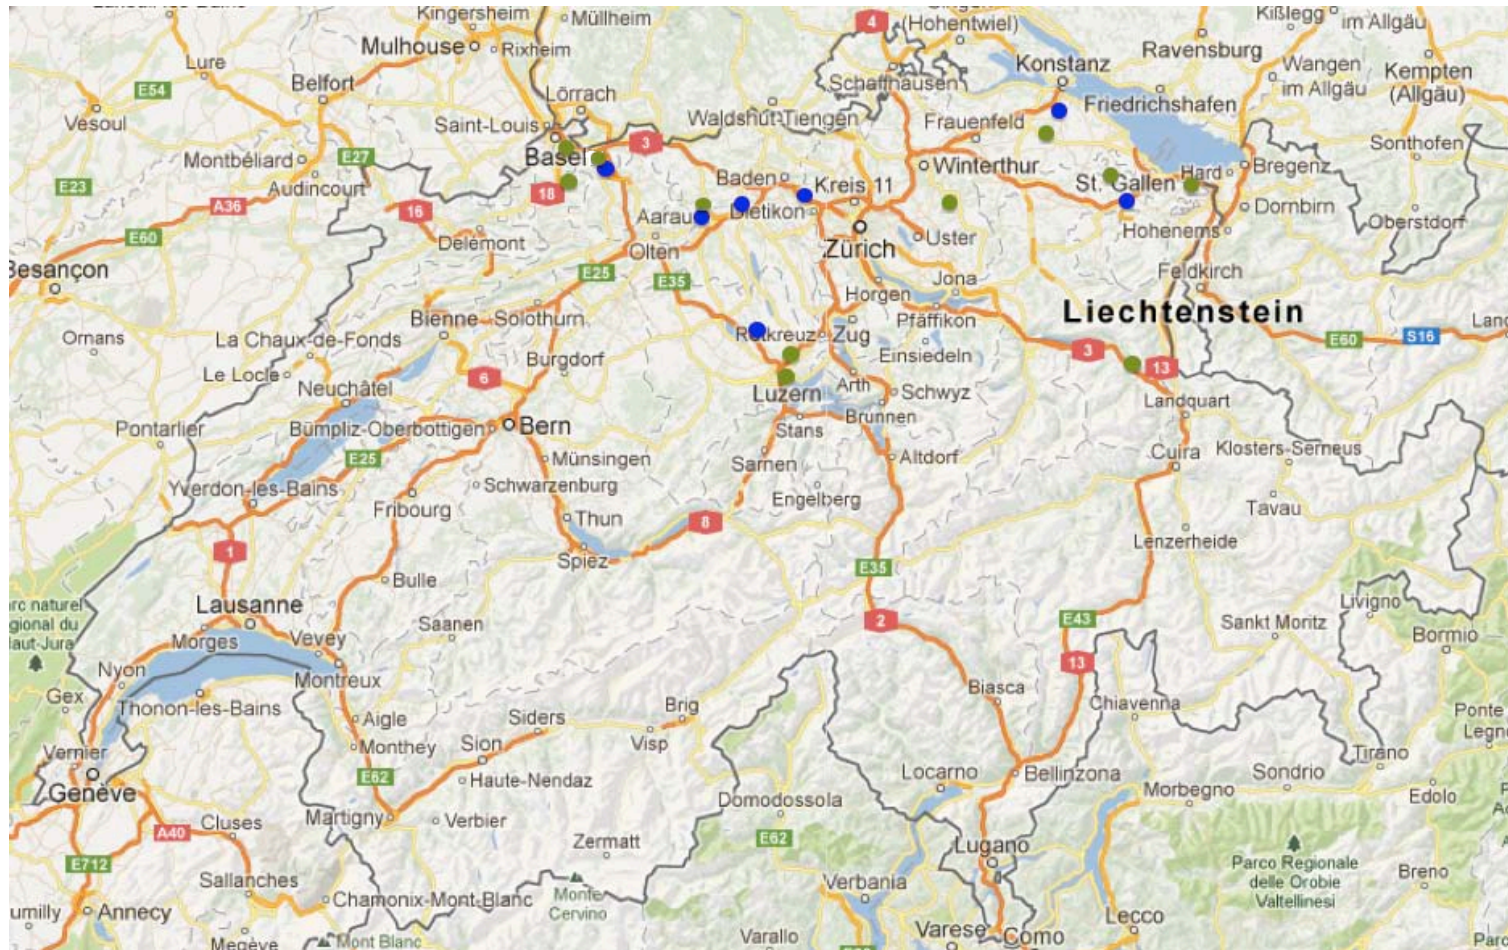 Kingersheim
Müllheim
(Hohentwiel)
Kißlegg
im Allgäu
4
Mulhouse
Rixheim
Ravensburg
Lure
Konstanz
Wangen
im Allgäu
Kempten
(Allgäu)
Belfort
E54
Schaffhausen
Lörrach
Friedrichshafen
Vesoul
Saint-Louis
Waldshut-Tiengen
Frauenfeld
3
Sonthofen
Montbéliard
E27
Basel
Winterthur
Bregenz
Audincourt
E23
18
Baden
Kreis 11
St. Gallen
Hard
A36
16
Aarau
Dietikon
Dornbirn
Oberstdorf
E60
Delémont
Olten
Zürich
Uster
Hohenems
Besançon
E25
E35
Jona
Feldkirch
Horgen
Liechtenstein
Bienne
Solothurn
Pfäffikon
Ornans
La Chaux-de-Fonds
Rotkreuz
Zug
E60
S16
Burgdorf
Einsiedeln
3
13
Le Locle
6
Neuchâtel
Luzern
Arth
Schwyz
Landquart
Pontarlier
Bümpliz-Oberbottigen
Bern
Stans
Brunnen
E25
Münsingen
Sarnen
Altdorf
Cuira
Klosters-Serneus
Yverdon-les-Bains
Schwarzenburg
Engelberg
Fribourg
Tavau
Thun
8
1
Lenzerheide
Spiez
E35
Bulle
Lausanne
Livigno
2
E43
Saanen
Sankt Moritz
Bormio
Morges
Vevey
Nyon
13
Montreux
Gex
Biasca
Thonon-les-Bains
Brig
Chiavenna
Aigle
Siders
Ponte
Monthey
Sion
Visp
Vernier
Tirano
E62
Haute-Nendaz
Locarno
Bellinzona
Sondrio
Genève
Domodossola
Morbegno
Edolo
Martigny
Verbier
Cluses
A40
E62
Zermatt
Lugano
E712
Parco Regionale
delle Orobie
Valtellinesi
Breno
Sallanches
Monte
Cervino
Verbania
Chamonix-Mont-Blanc
Annecy
Lecco
Varese
Como
Megève
Mont Blanc
Varallo